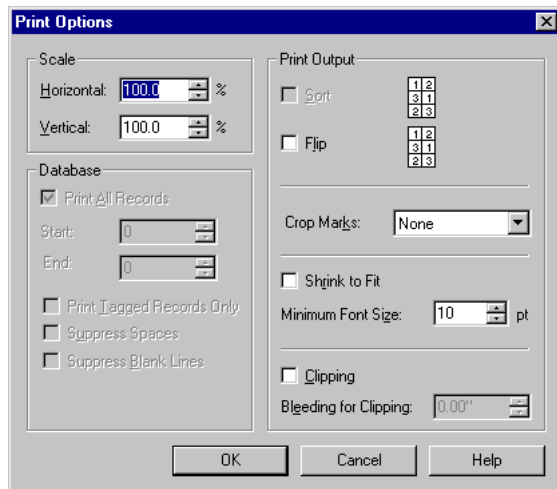 Print Options
Scale
Horizontal: 100.0 %
Vertical: 100.0 %
Database
Print All Records
Start: 0
End: 0
Print Tagged Records Only
Suppress Spaces
Suppress Blank Lines
Print Output
Sort
1 2
3 1
2 3
Flip
1 2
3 1
2 3
Crop Marks: None
Shrink to Fit
Minimum Font Size: 10 pt
Clipping
Bleeding for Clipping: 0.00"
OK Cancel Help